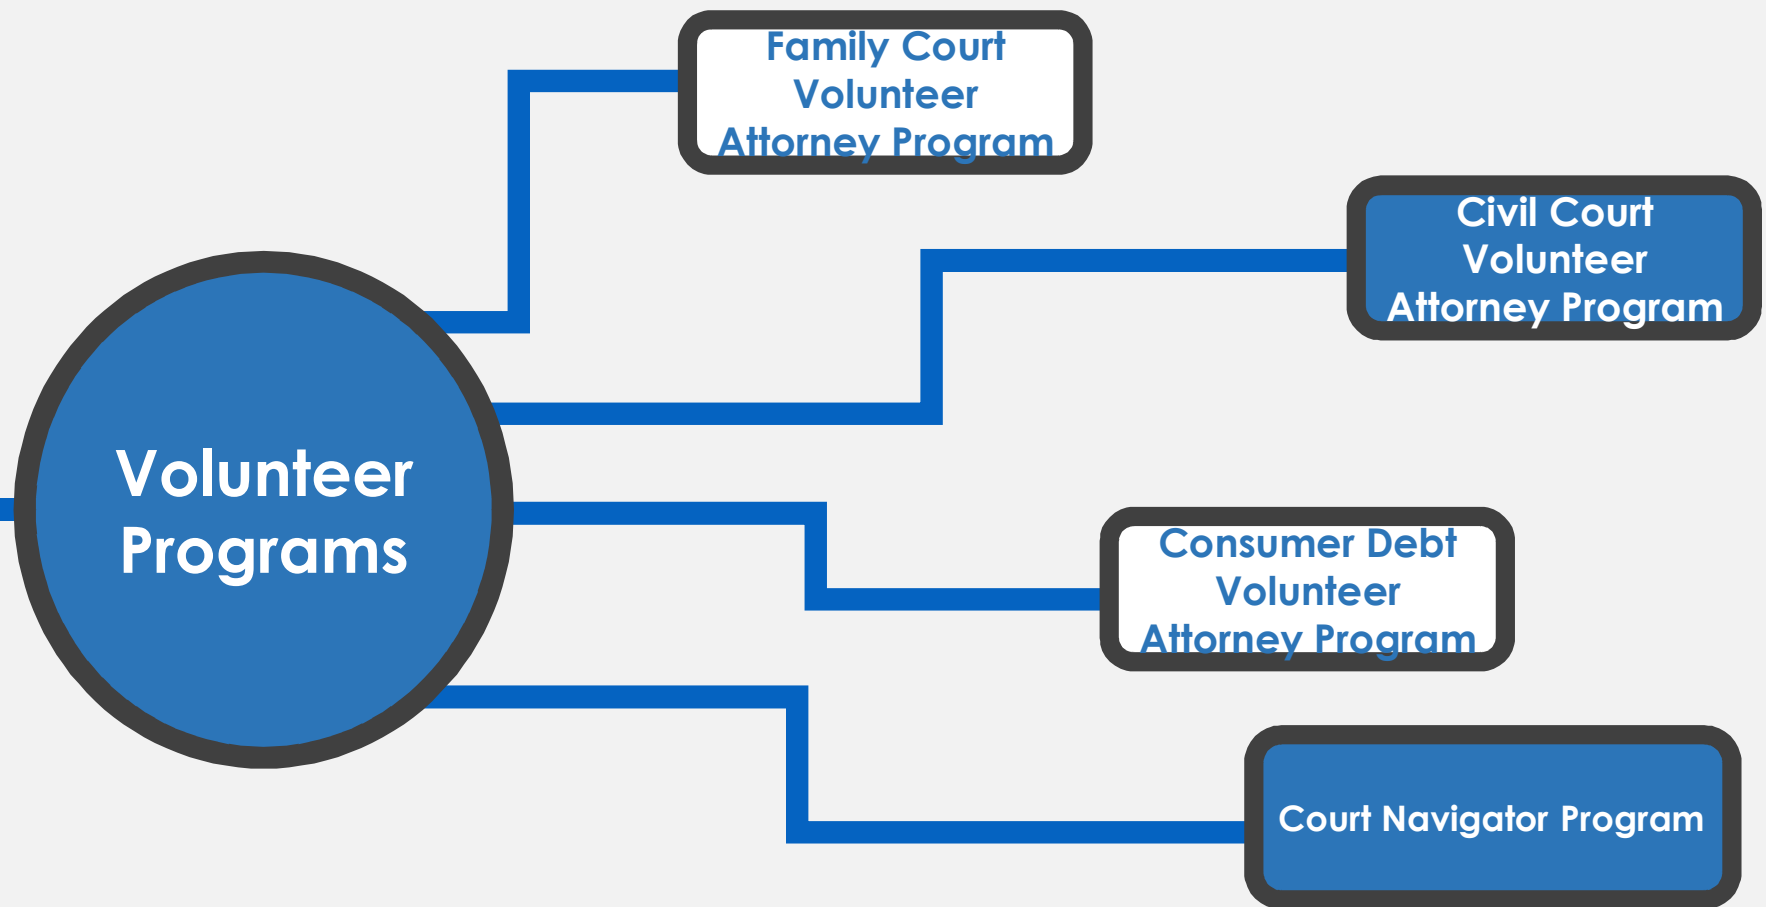 Family Court
Volunteer
Attorney Program
Civil Court
Volunteer
Attorney Program
Volunteer
Programs
Consumer Debt
Volunteer
Attorney Program
Court Navigator Program